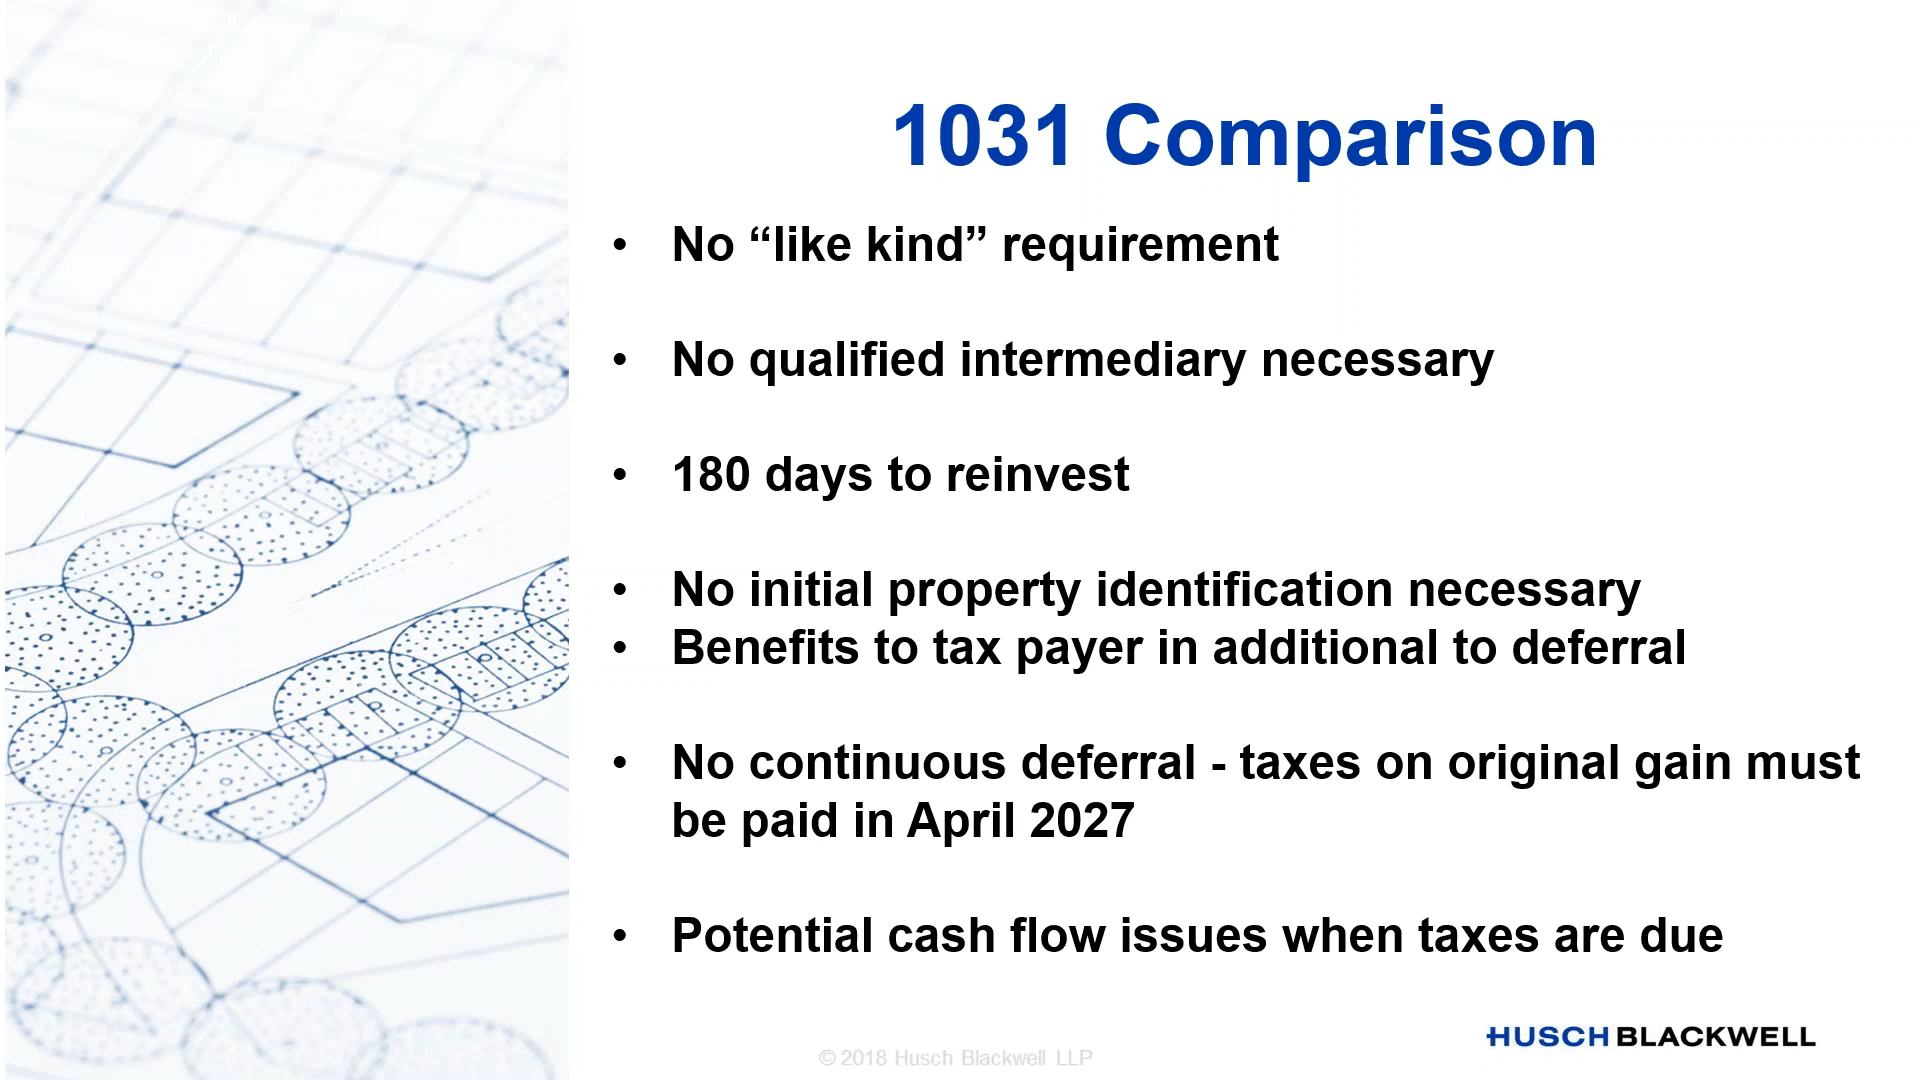 1031 Comparison
• No “like kind” requirement
• No qualified intermediary necessary
• 180 days to reinvest
• No initial property identification necessary
• Benefits to tax payer in additional to deferral
• No continuous deferral - taxes on original gain must
be paid in April 2027
• Potential cash flow issues when taxes are due
HUSCH BLACKWELL
© 2018 Husch Blackwell LLP